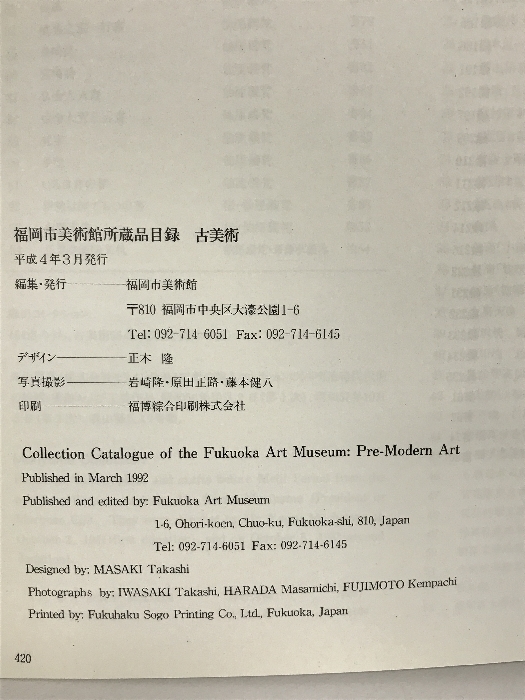 福岡市美術館所蔵品目録　古美術
平成4年3月発行
編集・発行――――福岡市美術館
〒810 福岡市中央区大濠公園1-6
Tel: 092-714-6051 Fax: 092-714-6145
デザイン――――正木　隆
写真撮影――――岩崎隆・原田正路・藤本健八
印刷――――福博綜合印刷株式会社
Collection Catalogue of the Fukuoka Art Museum: Pre-Modern Art
Published in March 1992
Published and edited by: Fukuoka Art Museum
1-6, Ohori-koen, Chuo-ku, Fukuoka-shi, 810, Japan
Tel: 092-714-6051 Fax: 092-714-6145
Designed by: MASAKI Takashi
Photographs by: IWASAKI Takashi, HARADA Masamichi, FUJIMOTO Kempachi
Printed by: Fukuhaku Sogo Printing Co., Ltd., Fukuoka, Japan
420